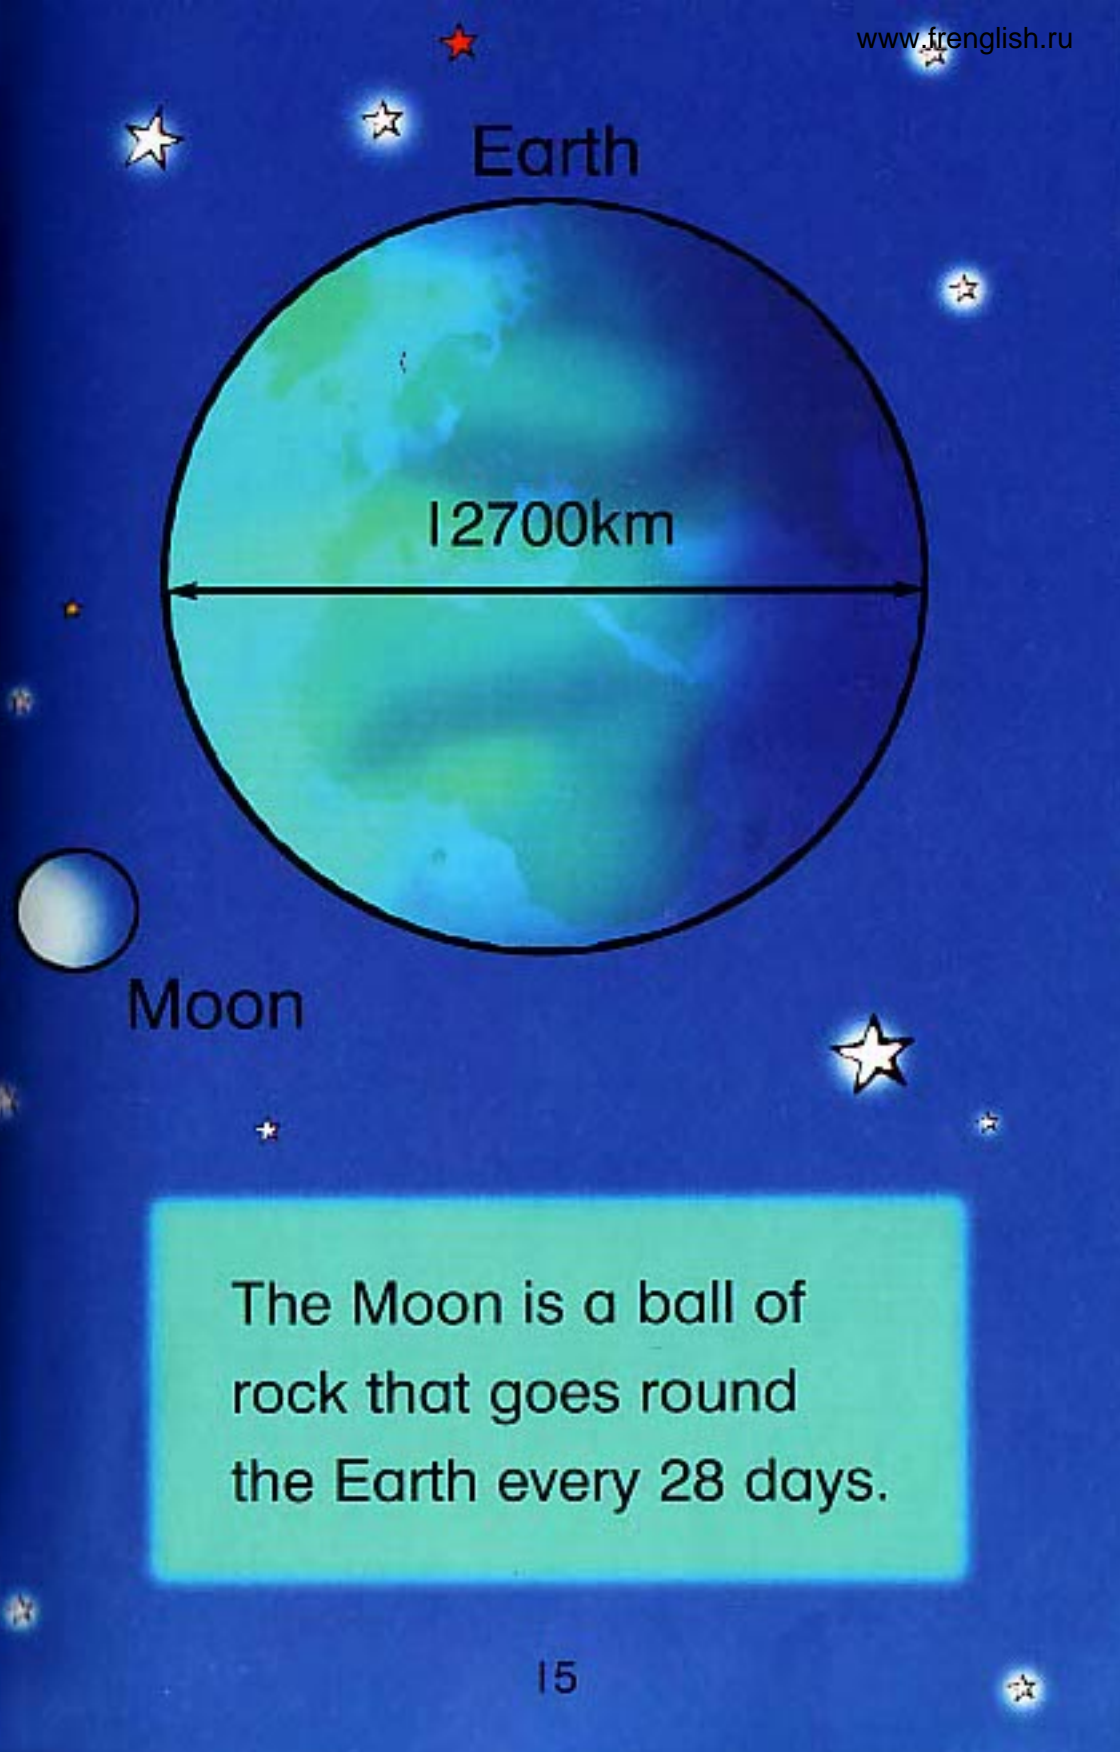 www.frenglish.ru
Earth
12700km
Moon
The Moon is a ball of
rock that goes round
the Earth every 28 days.
15